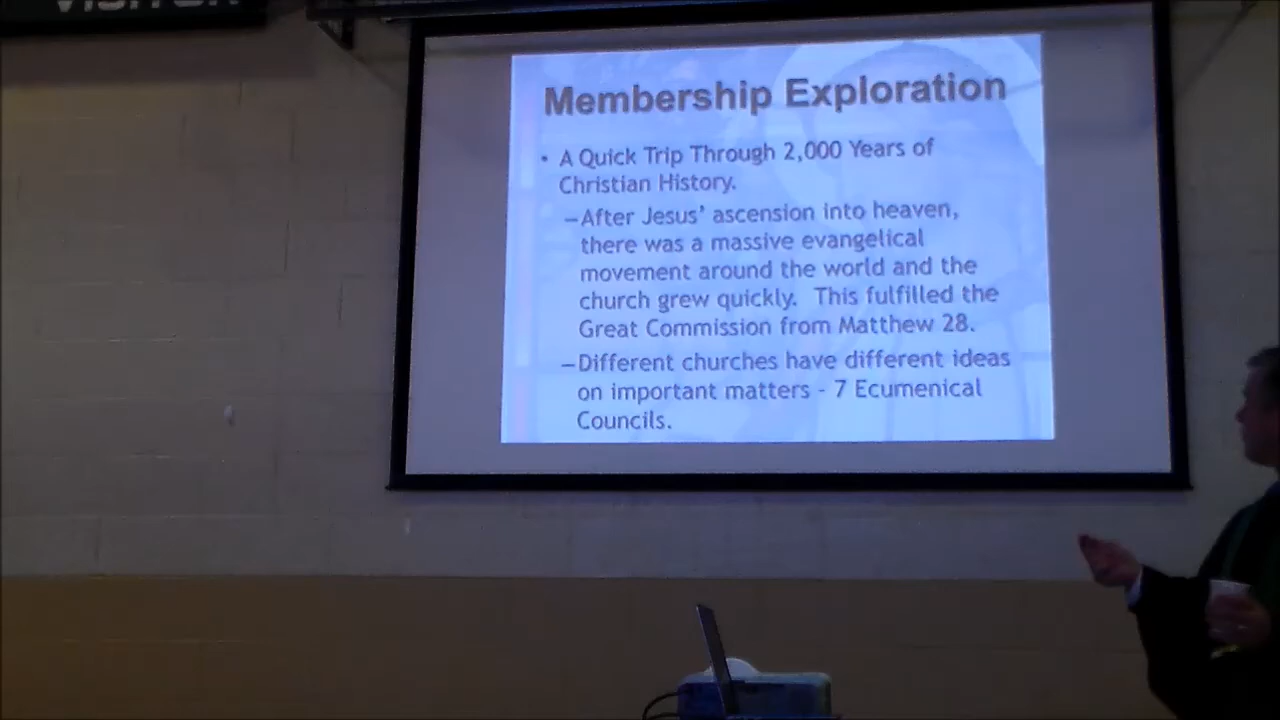 VISITOR
Membership Exploration
• A Quick Trip Through 2,000 Years of
Christian History.
–After Jesus' ascension into heaven,
there was a massive evangelical
movement around the world and the
church grew quickly.  This fulfilled the
Great Commission from Matthew 28.
–Different churches have different ideas
on important matters - 7 Ecumenical
Councils.